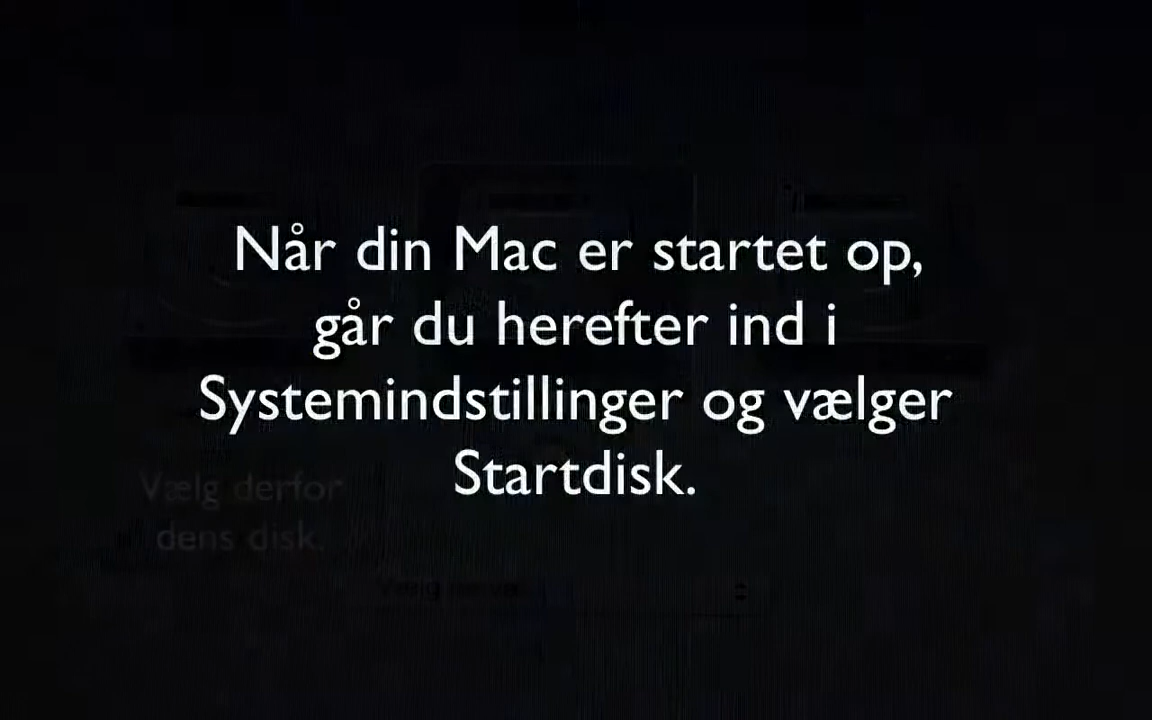 Når din Mac er startet op,
går du herefter ind i
Systemindstillinger og vælger
Startdisk.
Vælg derfor
dens disk.